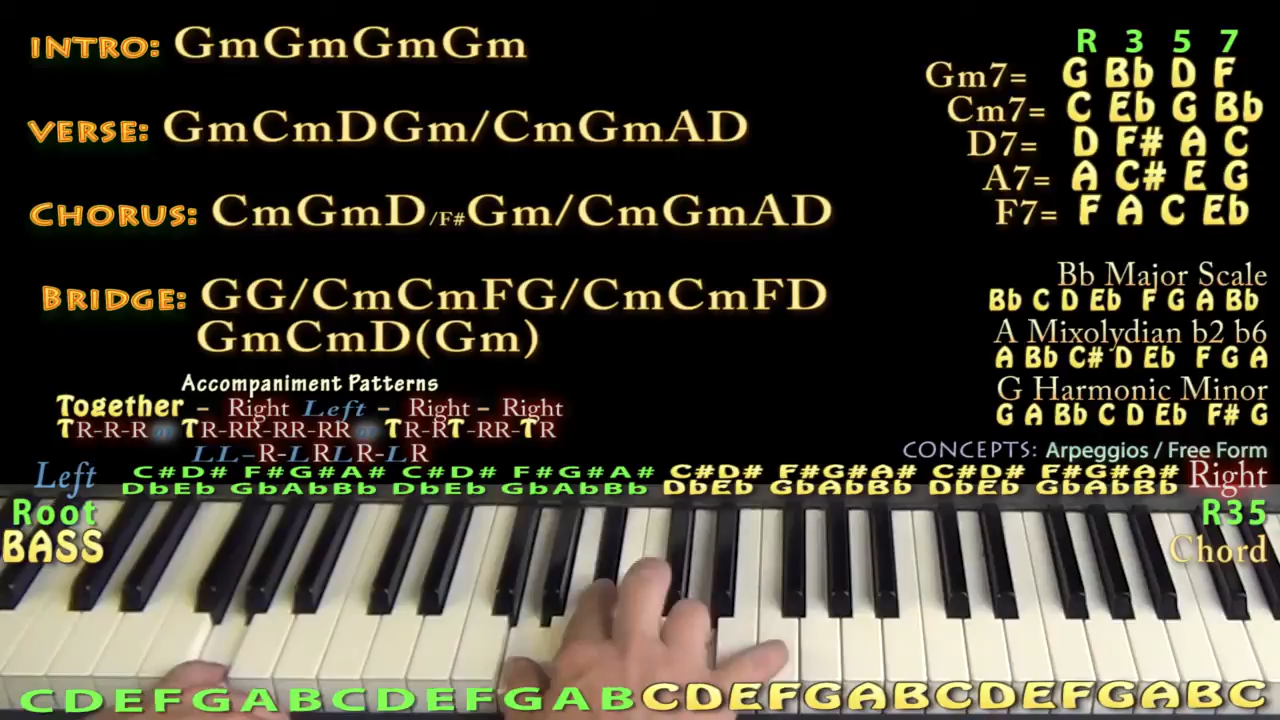 INTRO: GmGmGmGm
VERSE: GmCmDGm/CmGmAD
CHORUS: CmGmD/F#Gm/CmGmAD
BRIDGE: GG/CmCmFG/CmCmFD
GmCmD(Gm)
R 3 5 7
Gm7= G Bb D F
Cm7= C Eb G Bb
D7= D F# A C
A7= A C# E G
F7= F A C Eb
Bb Major Scale
Bb C D Eb F G A Bb
A Mixolydian b2 b6
A Bb C# D Eb F G A
G Harmonic Minor
G A Bb C D Eb F# G
CONCEPTS: Arpeggios / Free Form
Accompaniment Patterns
Together - Right Left - Right - Right
TR-R-R or TR-RR-RR-RR or TR-RT-RR-TR
LL-R-LRLR-LR
Left
Root
BASS
C#D# F#G#A# C#D# F#G#A# C#D# F#G#A# C#D# F#G#A#
DbEb GbAbBb DbEb GbAbBb DbEb GbAbBb DbEb GbAbBb
Right
R35
Chord
CDEFGABCDEFGABCDEFGABCDEFGABC